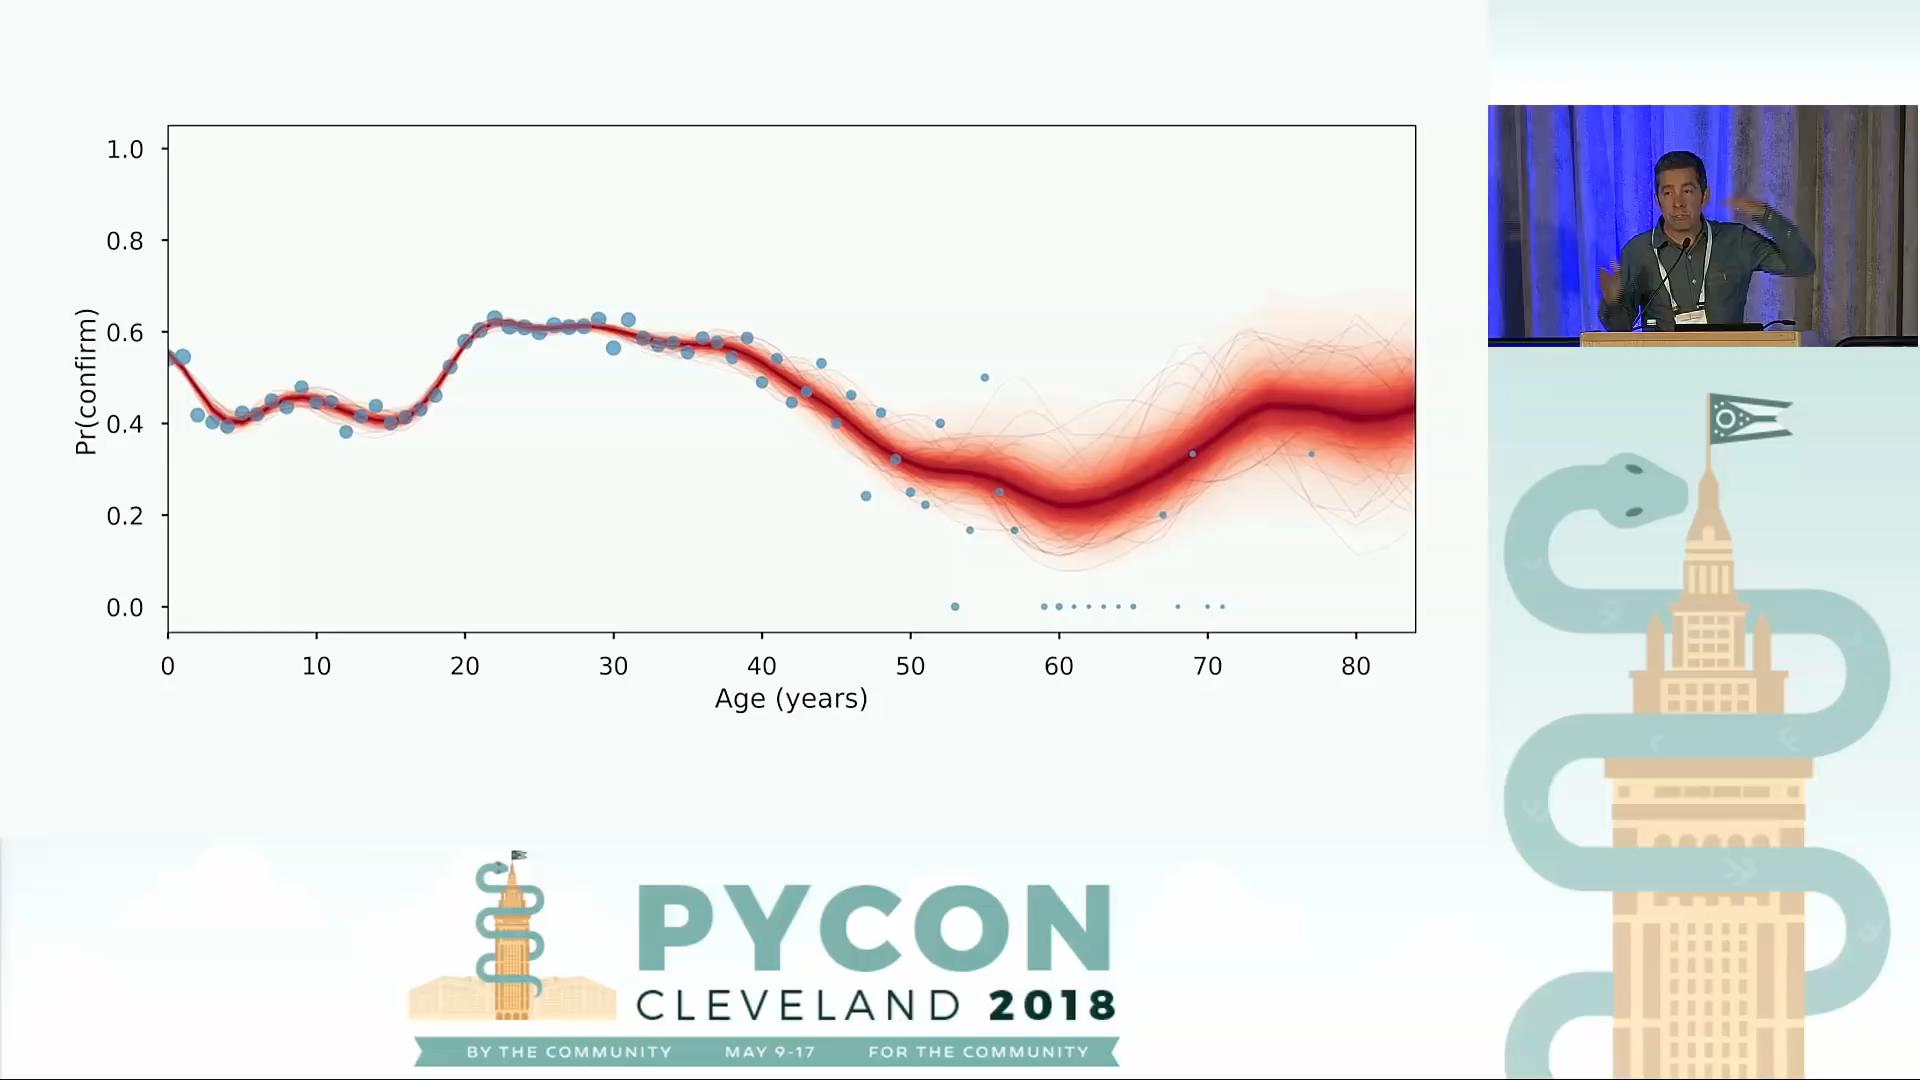 1.0
0.8
0.6
0.4
0.2
0.0
Pr(confirm)
0 10 20 30 40 50 60 70 80
Age (years)
PYCON
CLEVELAND 2018
BY THE COMMUNITY MAY 9-17 FOR THE COMMUNITY